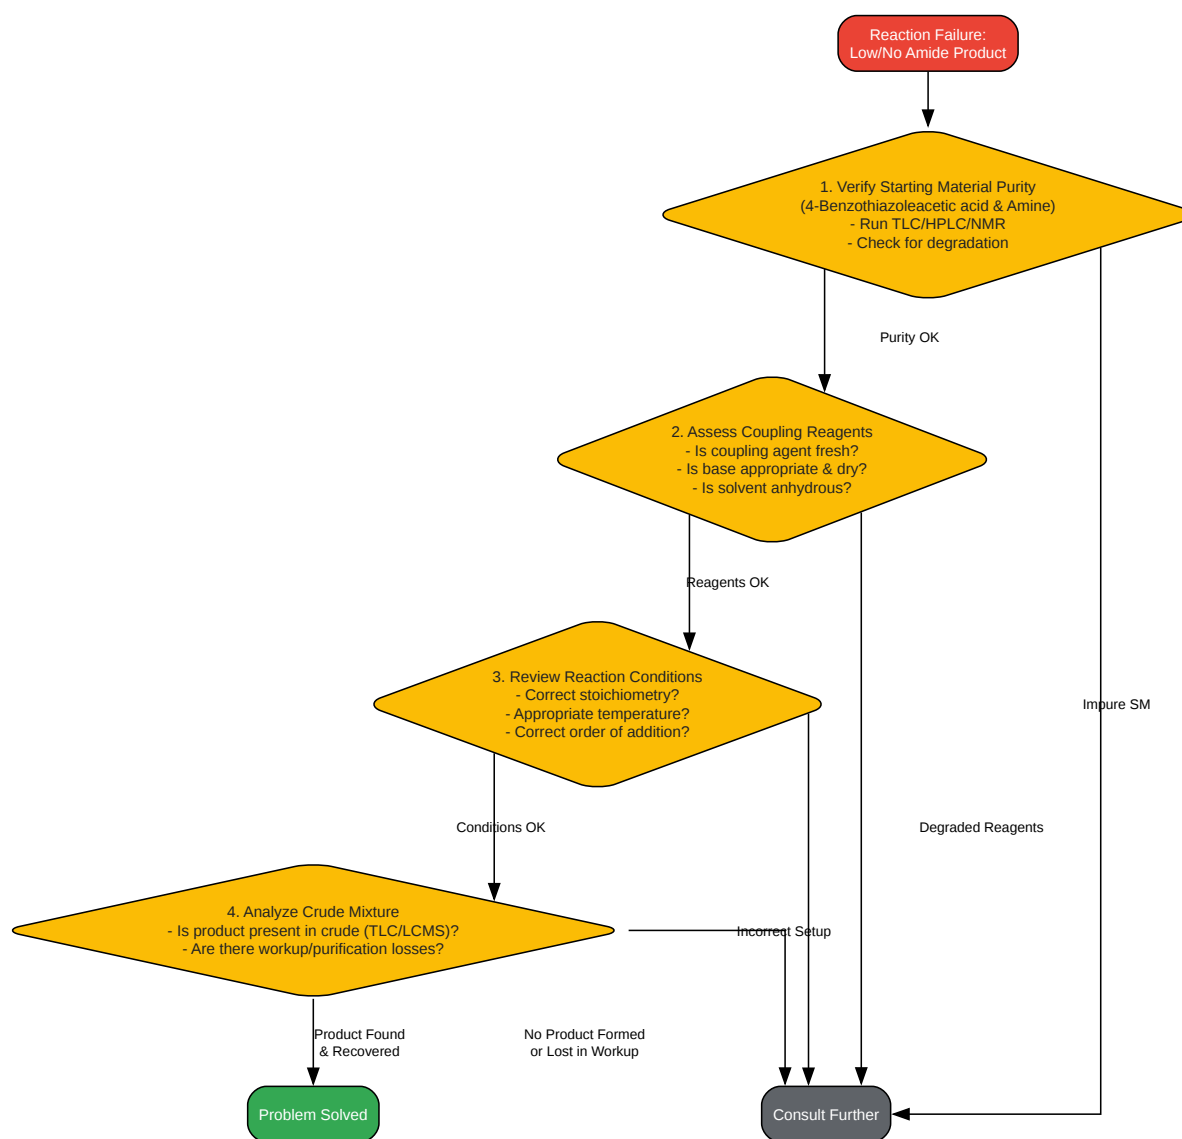 Reaction Failure:
Low/No Amide Product
1. Verify Starting Material Purity
(4-Benzothiazoleacetic acid & Amine)
- Run TLC/HPLC/NMR
- Check for degradation
Purity OK
2. Assess Coupling Reagents
- Is coupling agent fresh?
- Is base appropriate & dry?
- Is solvent anhydrous?
Reagents OK
3. Review Reaction Conditions
- Correct stoichiometry?
- Appropriate temperature?
- Correct order of addition?
Impure SM
Conditions OK
Degraded Reagents
4. Analyze Crude Mixture
- Is product present in crude (TLC/LCMS)?
- Are there workup/purification losses?
Incorrect Setup
Product Found
& Recovered
No Product Formed
or Lost in Workup
Problem Solved
Consult Further